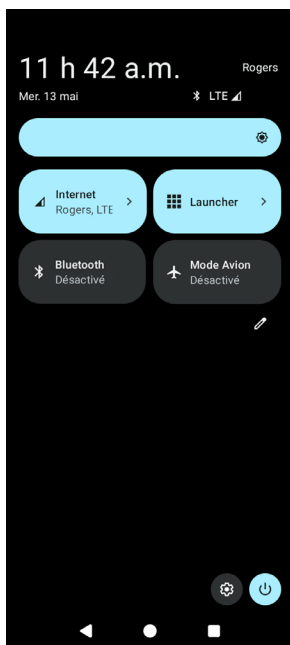 11 h 42 a.m.
Rogers
Mer. 13 mai
LTE
Internet
Rogers, LTE
Launcher
Bluetooth
Désactivé
Mode Avion
Désactivé